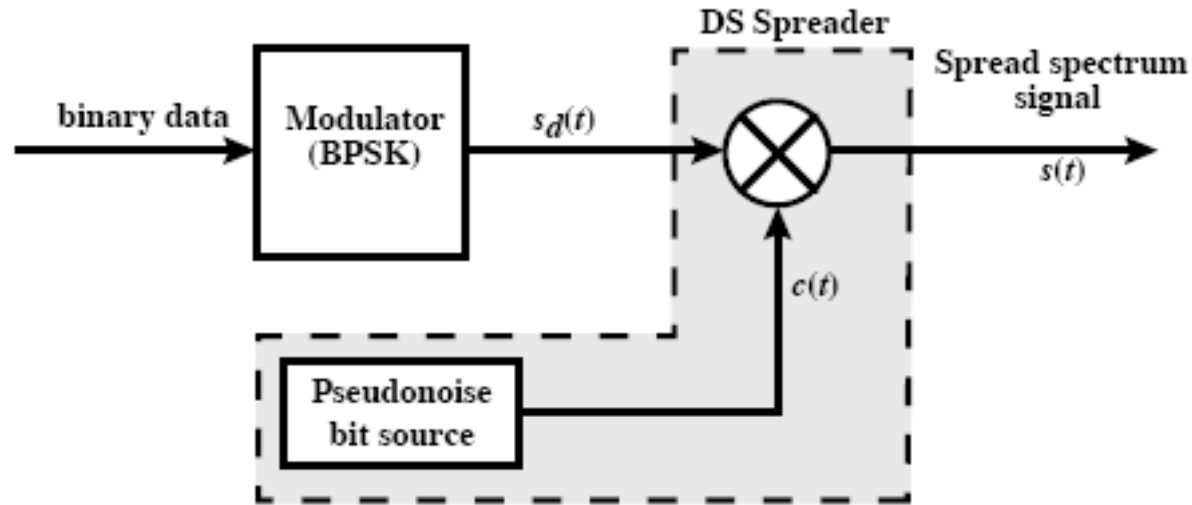 DS Spreader
Spread spectrum
signal
binary data
Modulator
(BPSK)
s_d(t)
s(t)
c(t)
Pseudonoise
bit source